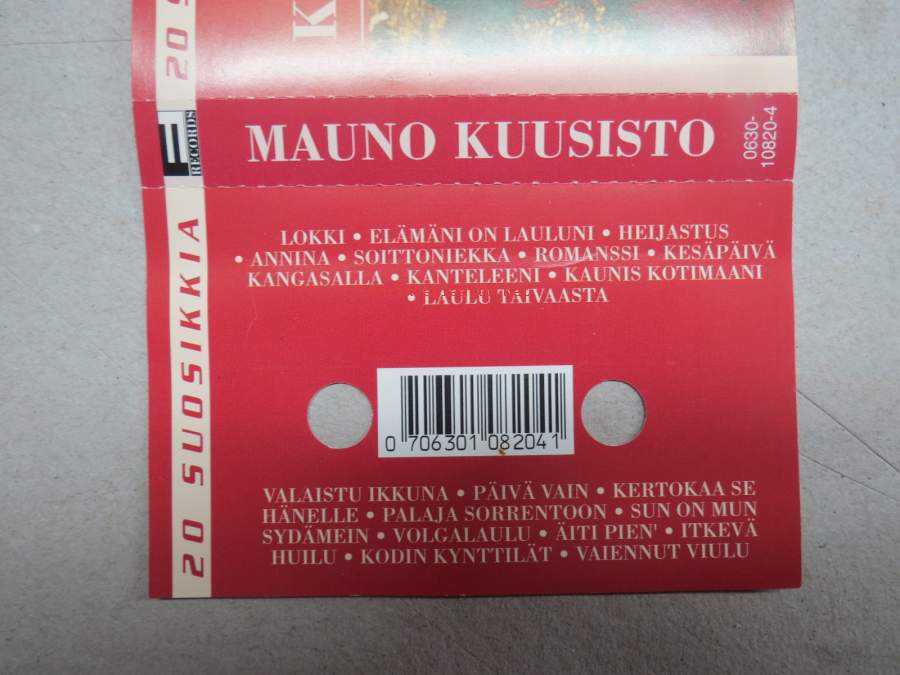 K
20 S
F RECORDS
MAUNO KUUSISTO
0630-
10820-4
20 SUOSIKKIA
LOKKI • ELÄMÄNI ON LAULUNI • HEIJASTUS
• ANNINA • SOITTONIEKKA • ROMANSSI • KESÄPÄIVÄ
KANGASALLA • KANTELEENI • KAUNIS KOTIMAANI
• LAULU TAIVAASTA
0 706301 082041
VALAISTU IKKUNA • PÄIVÄ VAIN • KERTOKAA SE
HÄNELLE • PALAJA SORRENTOON • SUN ON MUN
SYDÄMEIN • VOLGALAULU • ÄITI PIEN' • ITKEVÄ
HUILU • KODIN KYNTTILÄT • VAIENNUT VIULU